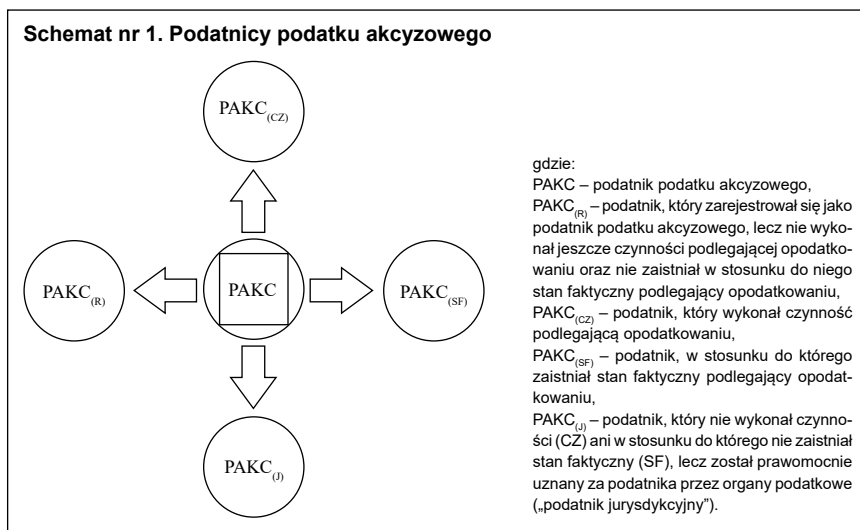 Schemat nr 1. Podatnicy podatku akcyzowego
PAKC(CZ)
PAKC(R)
PAKC
PAKC(SF)
PAKC(J)
gdzie:
PAKC – podatnik podatku akcyzowego,
PAKC(R) – podatnik, który zarejestrował się jako
podatnik podatku akcyzowego, lecz nie wyko-
nał jeszcze czynności podlegającej opodatko-
waniu oraz nie zaistniał w stosunku do niego
stan faktyczny podlegający opodatkowaniu,
PAKC(CZ) – podatnik, który wykonał czynność
podlegającą opodatkowaniu,
PAKC(SF) – podatnik, w stosunku do którego
zaistniał stan faktyczny podlegający opodat-
kowaniu,
PAKC(J) – podatnik, który nie wykonał czynno-
ści (CZ) ani w stosunku do którego nie zaistniał
stan faktyczny (SF), lecz został prawomocnie
uznany za podatnika przez organy podatkowe
(„podatnik jurysdykcyjny”).